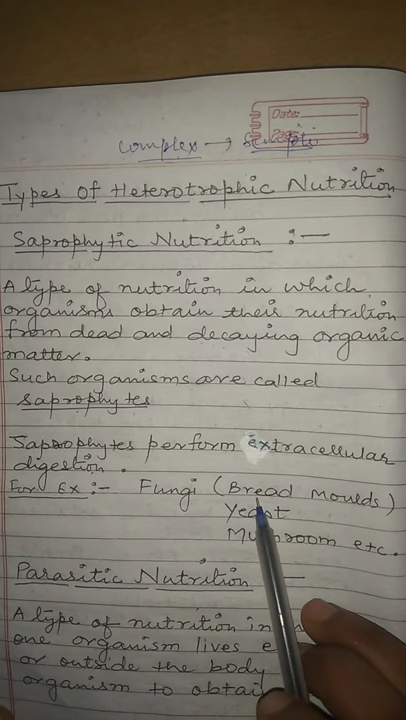 Date:
Page:
complex → simple
Types of Heterotrophic Nutrition
Saprophytic Nutrition :—
A type of nutrition in which
organisms obtain their nutrition
from dead and decaying organic
matter.
Such organisms are called
saprophytes
Saprophytes perform extracellular
digestion.
For Ex :- Fungi (Bread Moulds)
Yeast
Mushroom etc.
Parasitic Nutrition —
A type of nutrition in
one organism lives
or outside the body
organism to